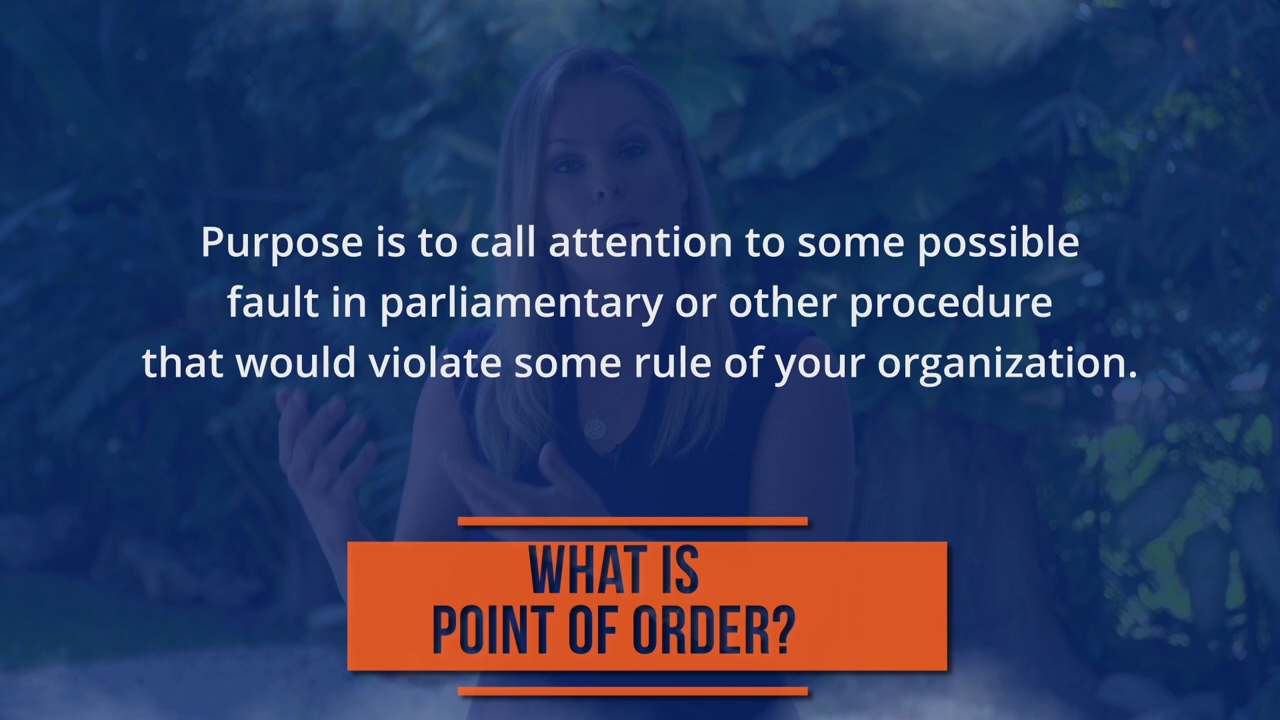 Purpose is to call attention to some possible
fault in parliamentary or other procedure
that would violate some rule of your organization.
WHAT IS
POINT OF ORDER?